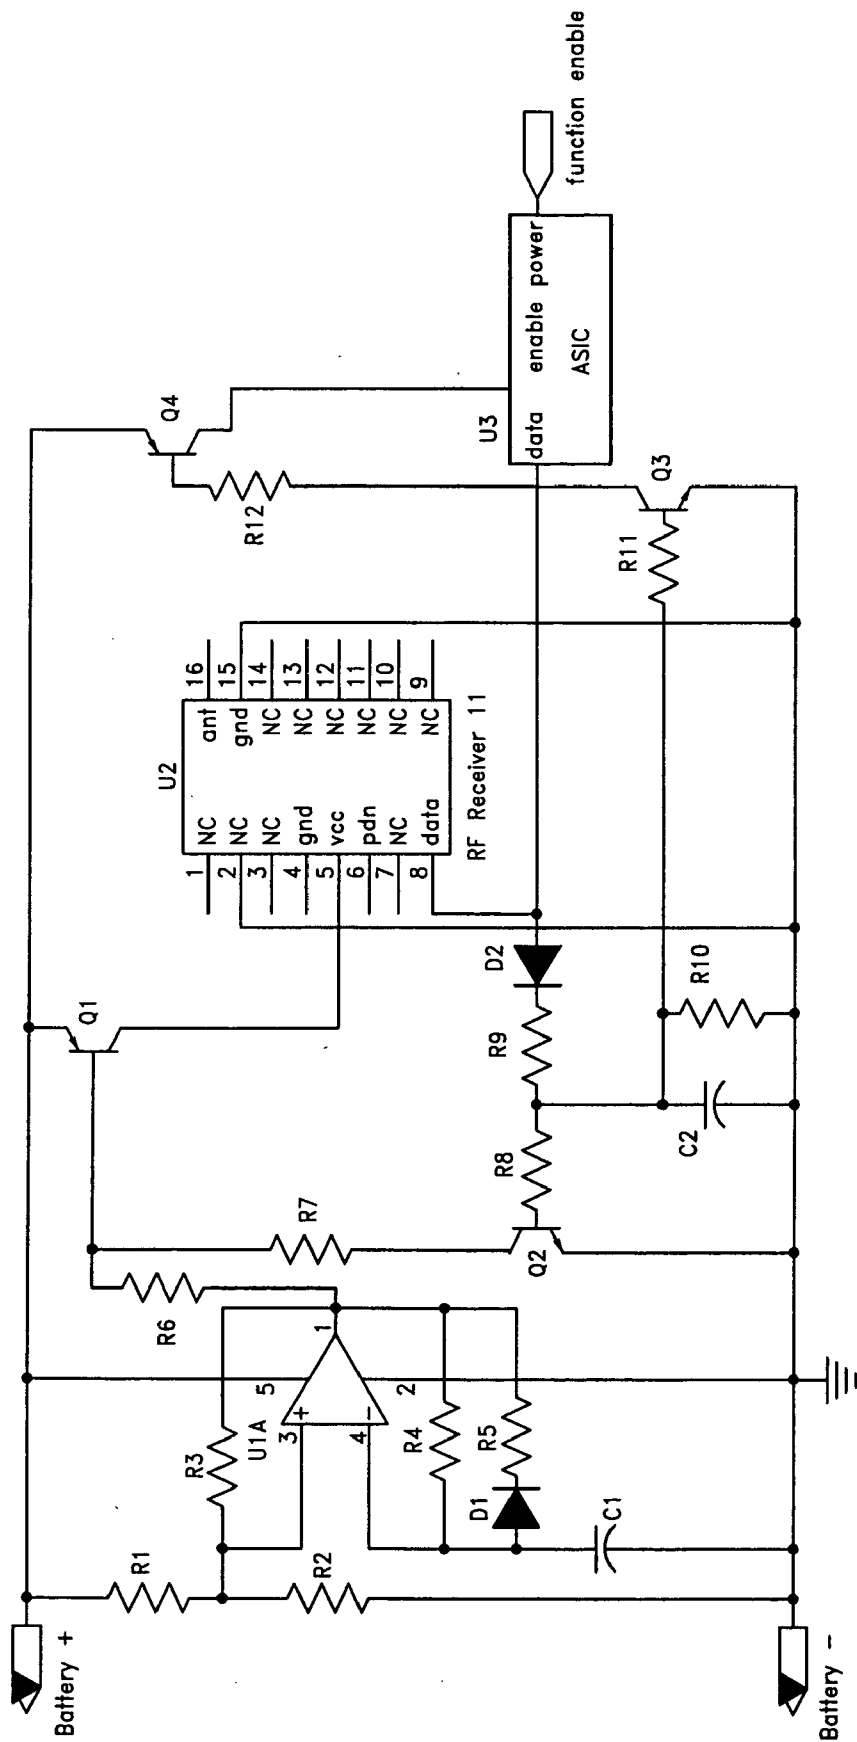 Battery +
Battery –
R1
R2
R3
U1A
3
+
4
–
5
1
2
R4
R5
D1
C1
R6
R7
Q1
Q2
R8
R9
D2
C2
R10
U2
1 NC
2 NC
3 NC
4 gnd
5 vcc
6 pdn
7 NC
8 data
ant 16
gnd 15
NC 14
NC 13
NC 12
NC 11
NC 10
NC 9
RF Receiver 11
R11
R12
Q3
Q4
U3
data enable power
ASIC
function enable